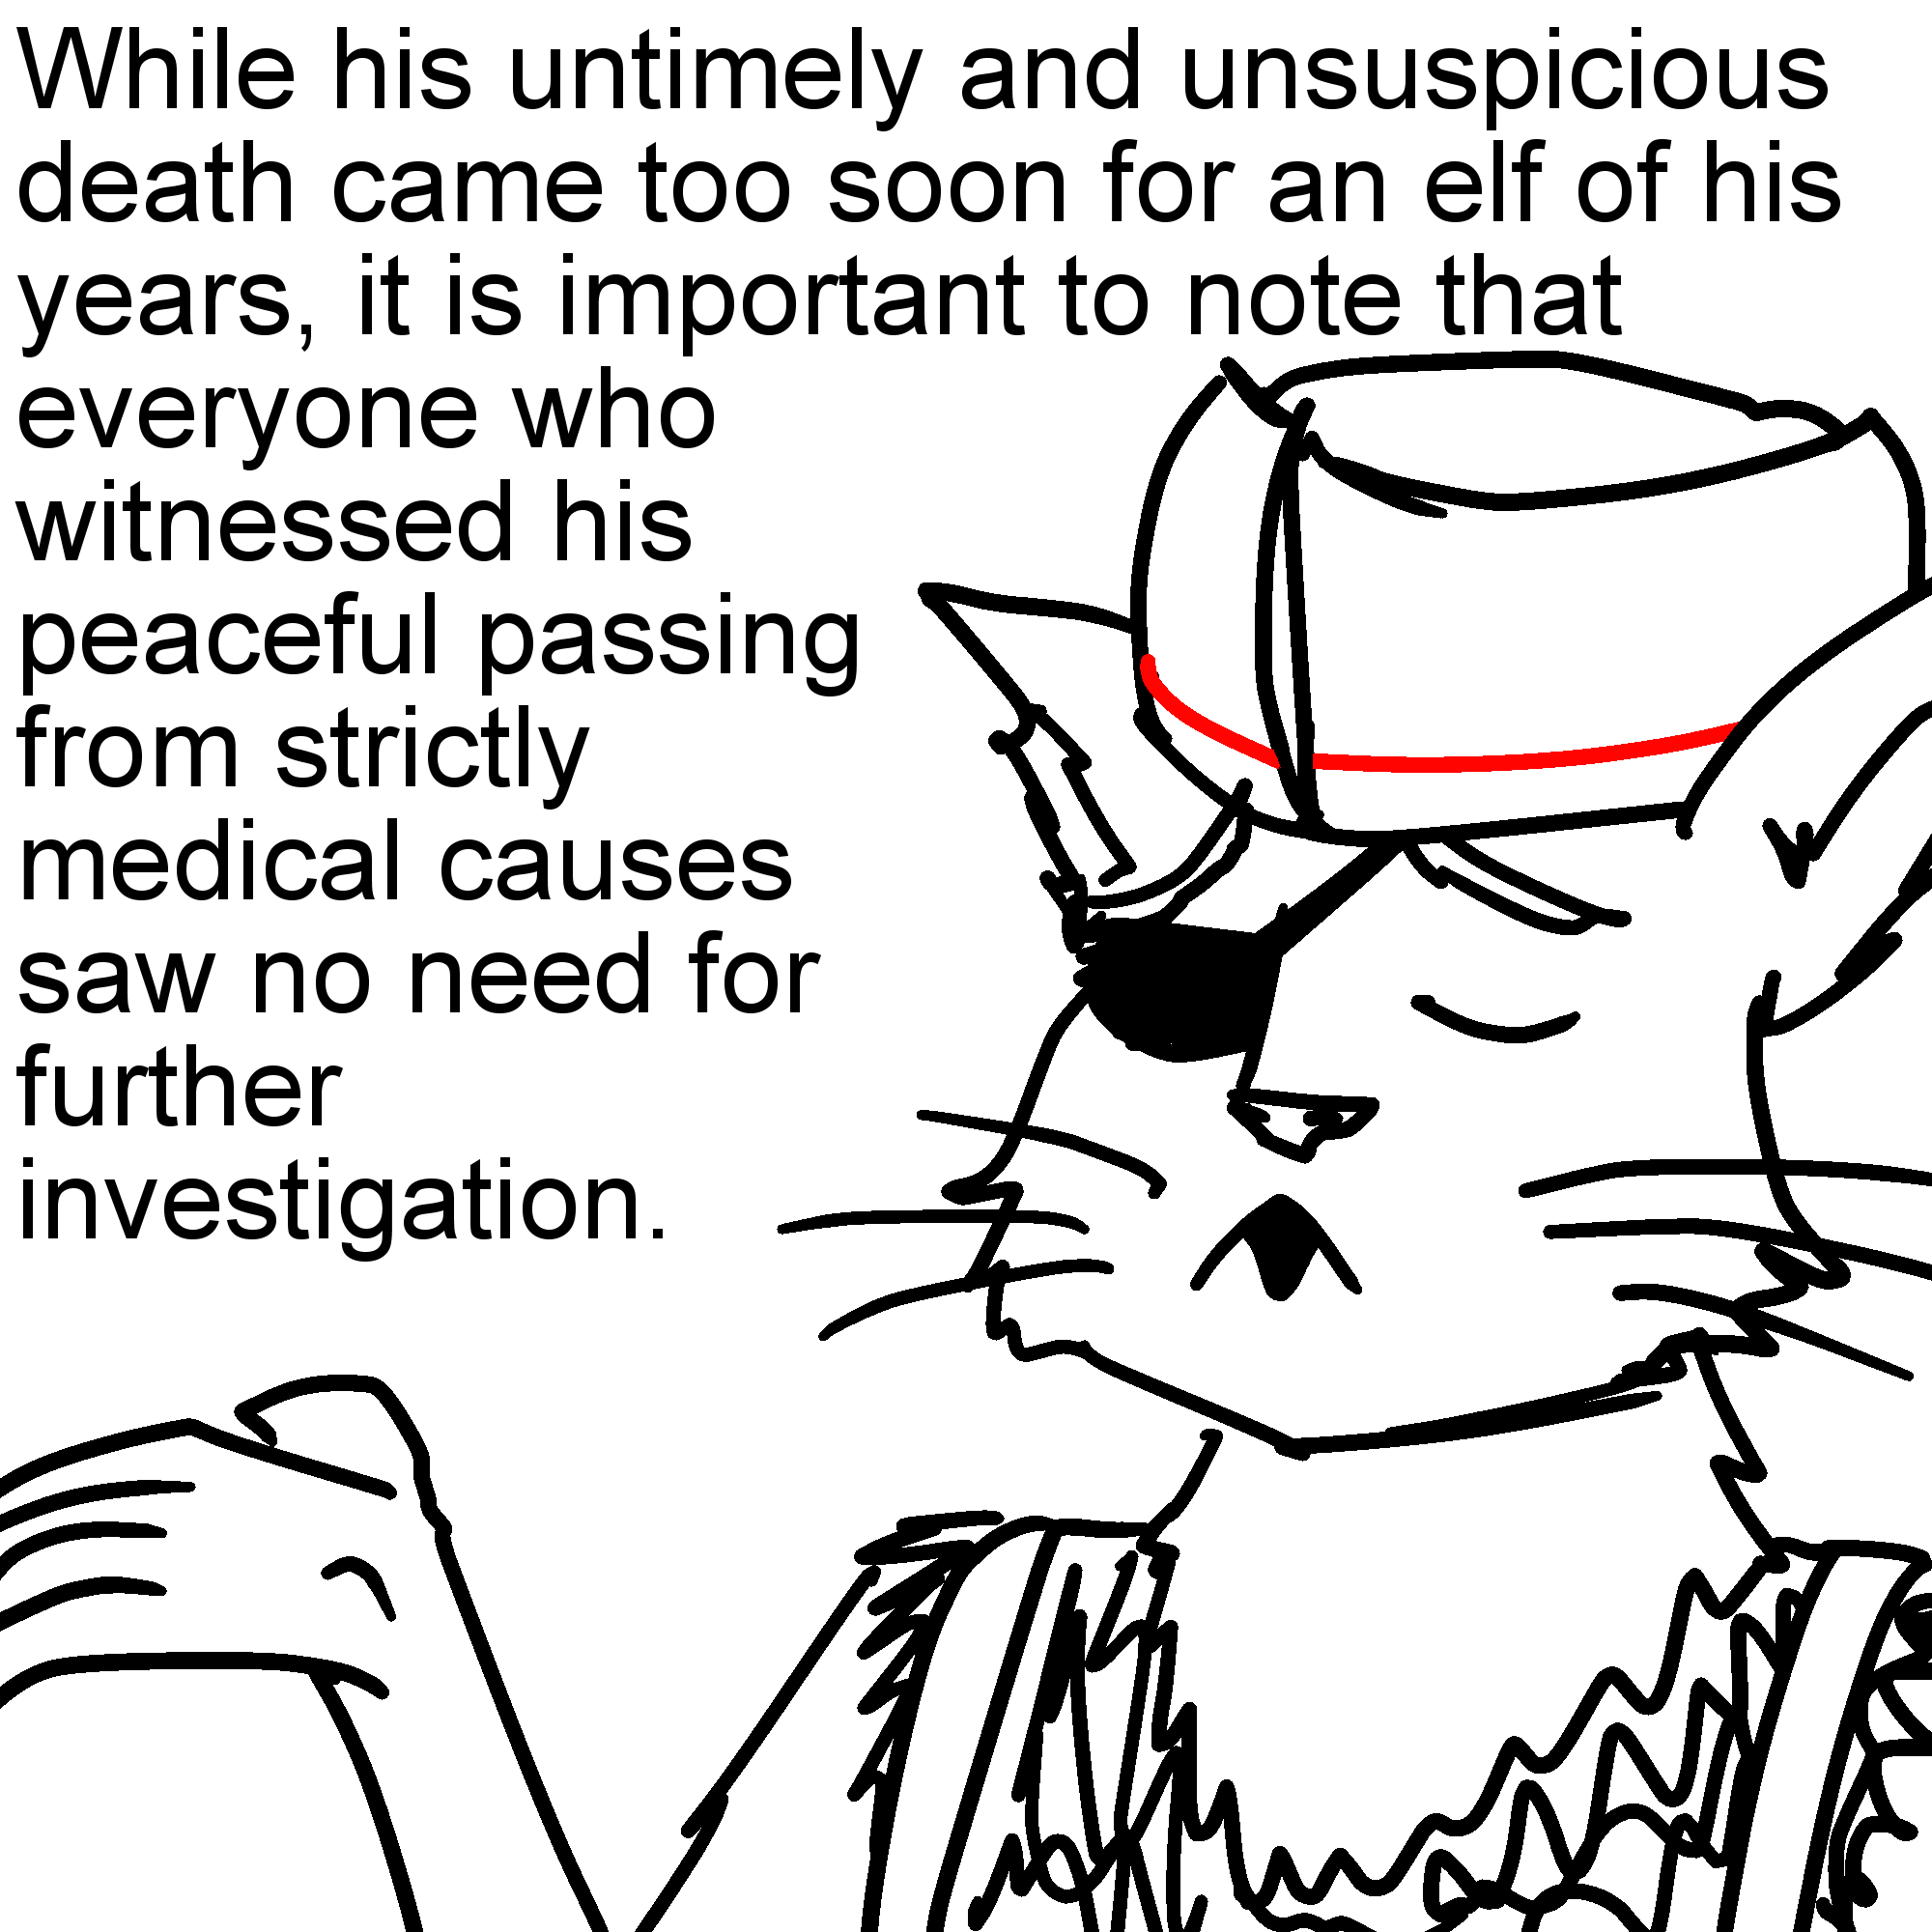 While his untimely and unsuspicious
death came too soon for an elf of his
years, it is important to note that
everyone who
witnessed his
peaceful passing
from strictly
medical causes
saw no need for
further
investigation.